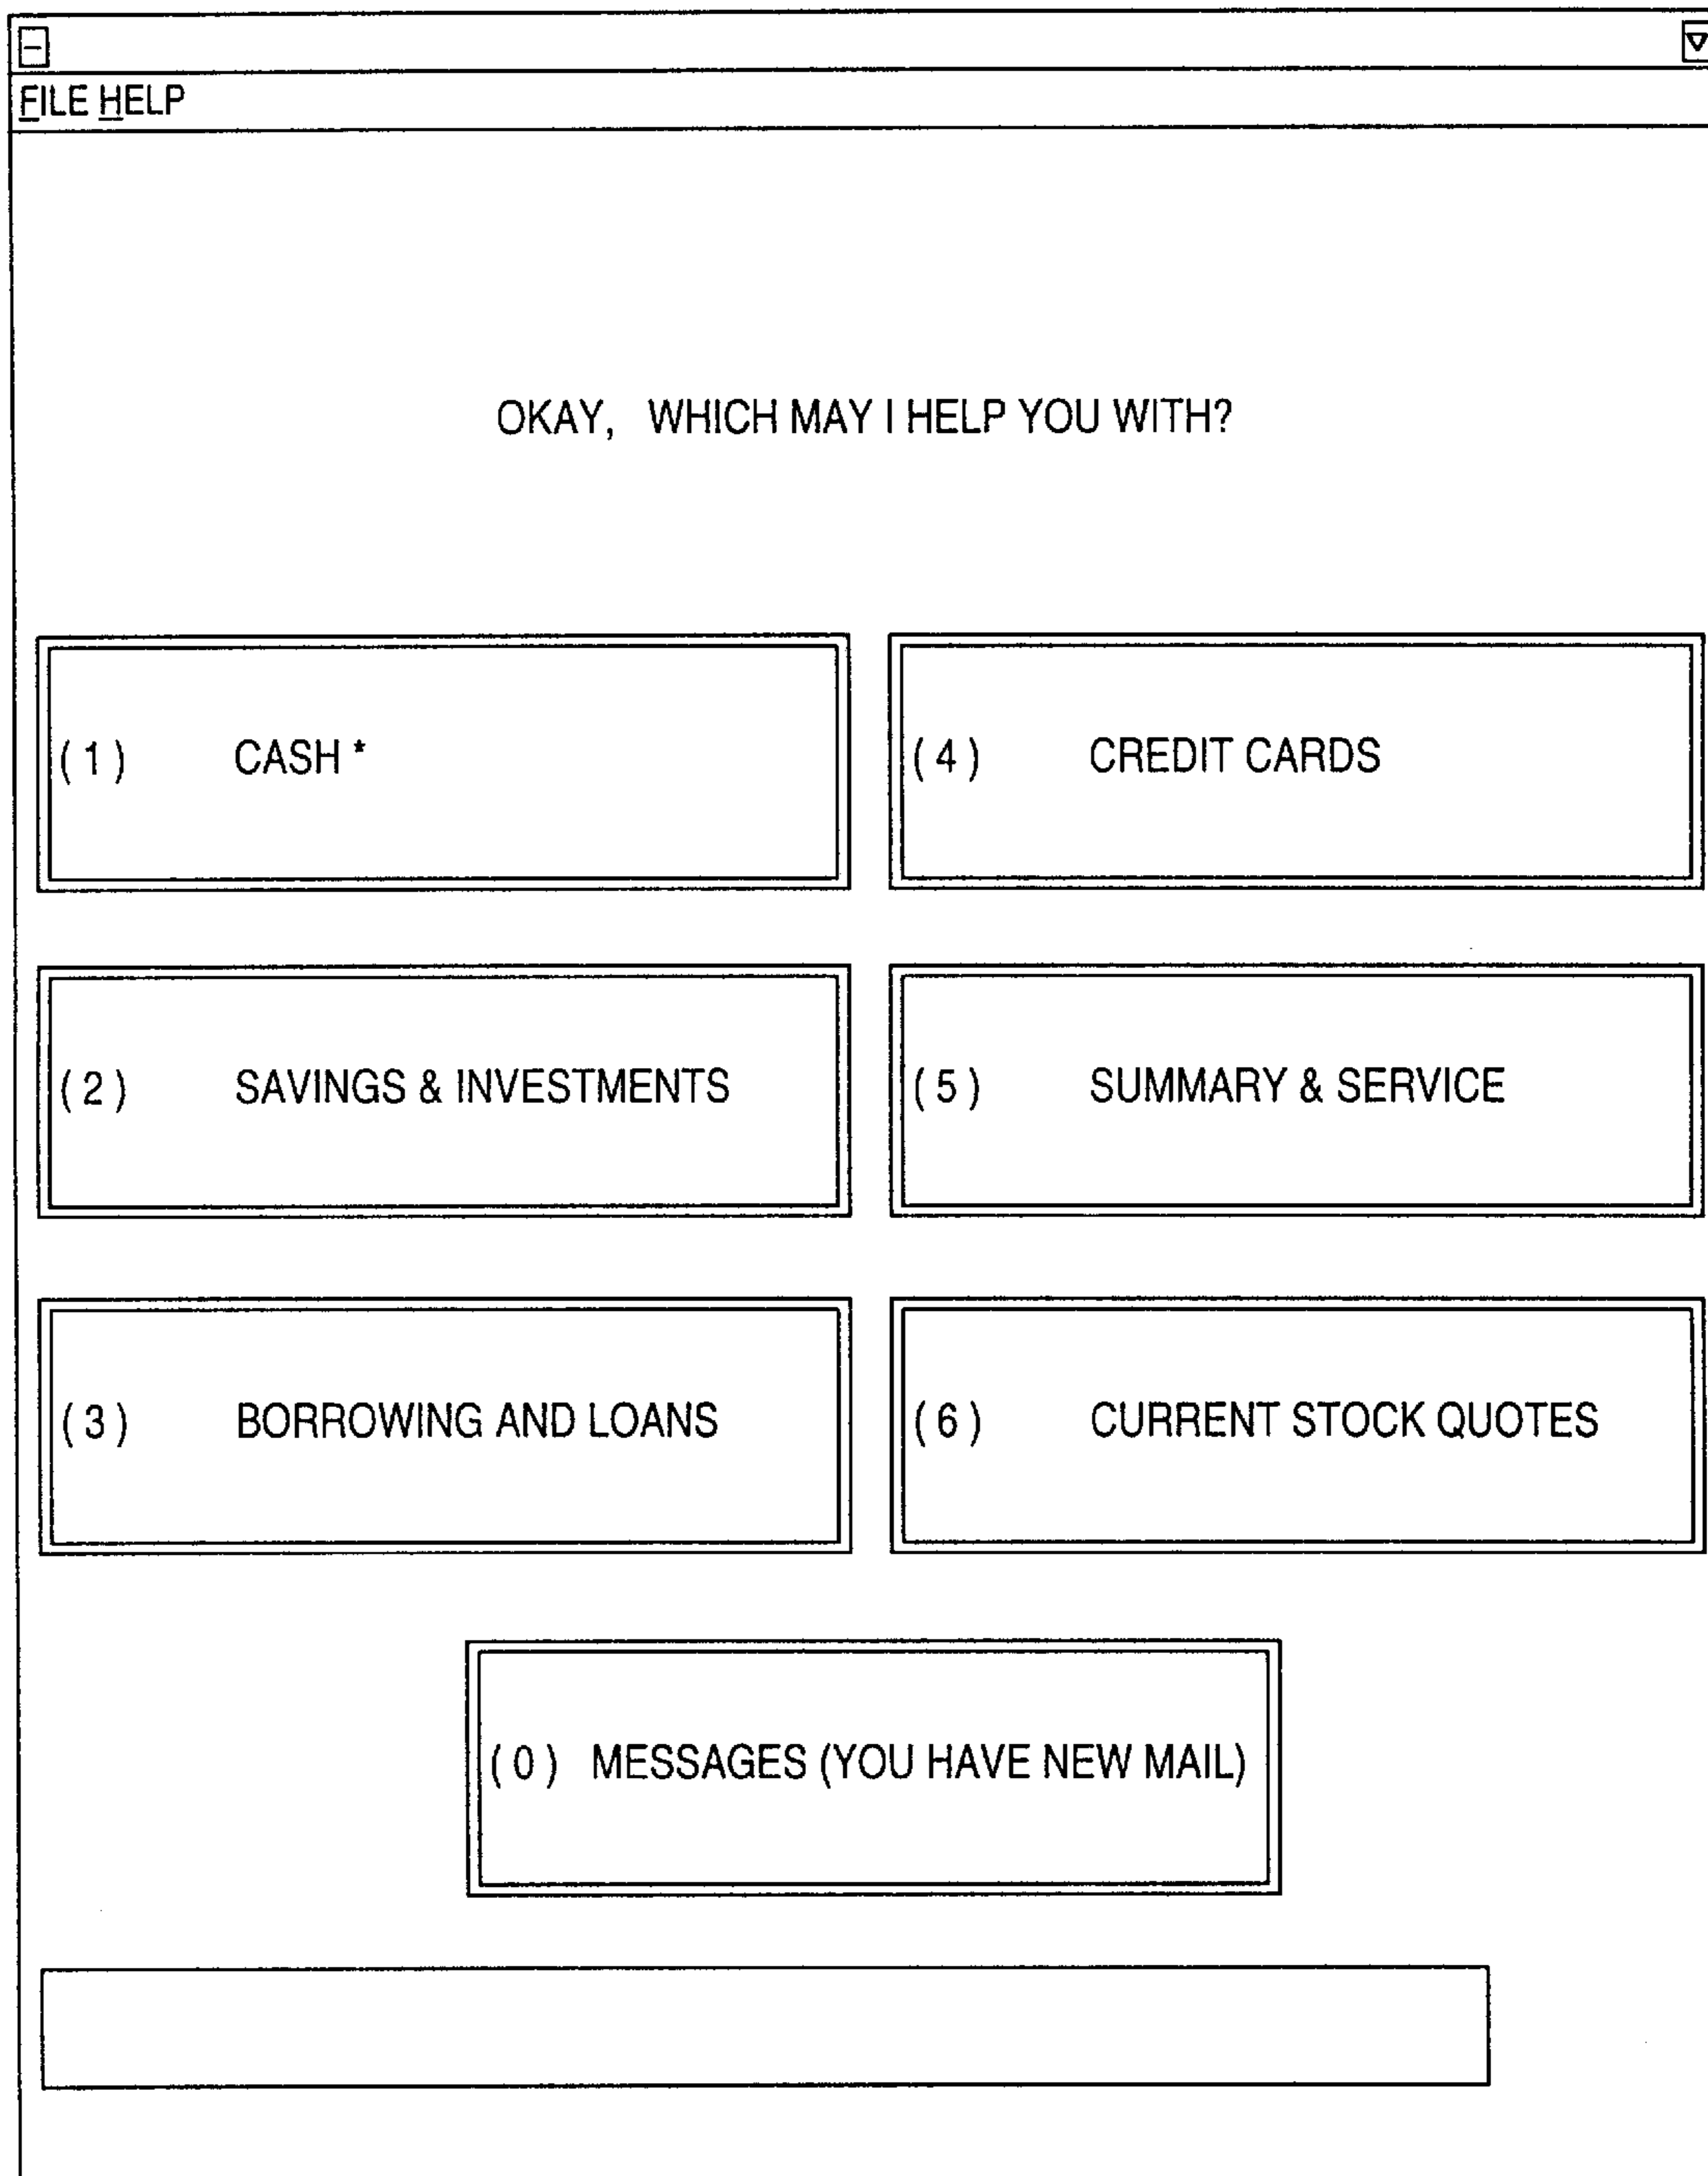 FILE HELP
OKAY, WHICH MAY I HELP YOU WITH?
(1) CASH *
(4) CREDIT CARDS
(2) SAVINGS & INVESTMENTS
(5) SUMMARY & SERVICE
(3) BORROWING AND LOANS
(6) CURRENT STOCK QUOTES
(0) MESSAGES (YOU HAVE NEW MAIL)